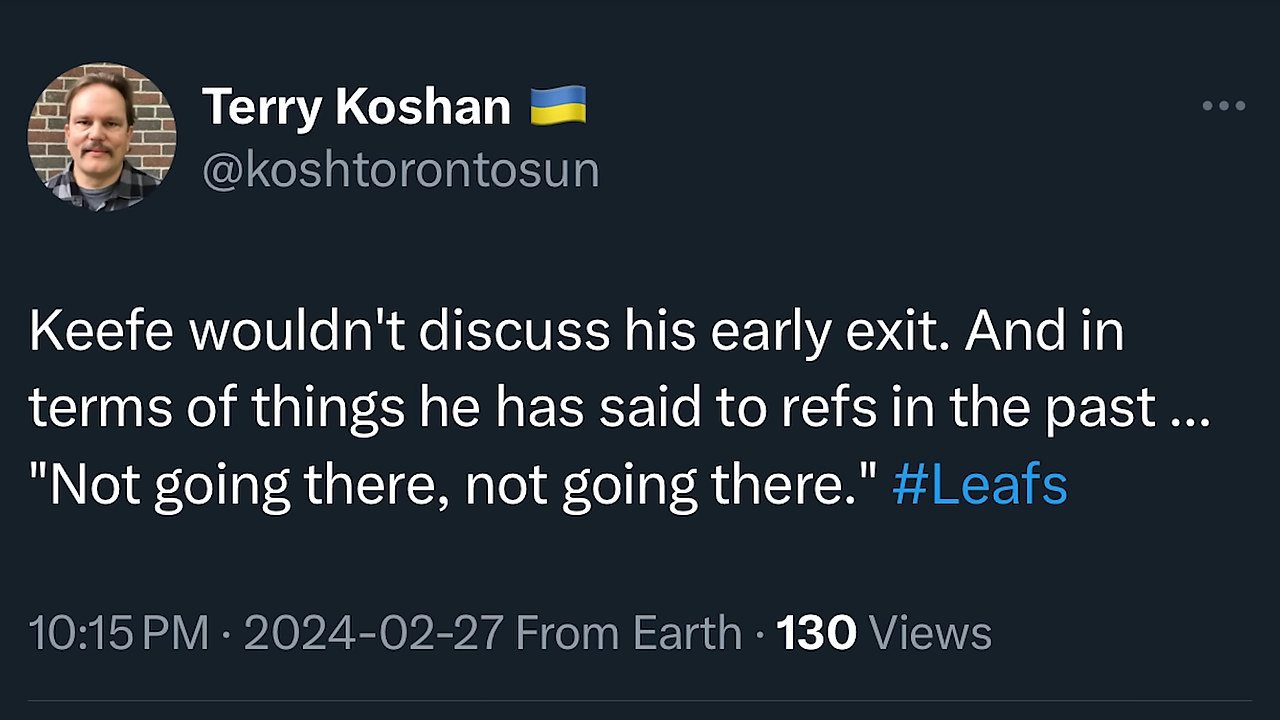 Terry Koshan 🇺🇦
@koshtorontosun
Keefe wouldn't discuss his early exit. And in
terms of things he has said to refs in the past ...
"Not going there, not going there." #Leafs
10:15 PM · 2024-02-27 From Earth · 130 Views